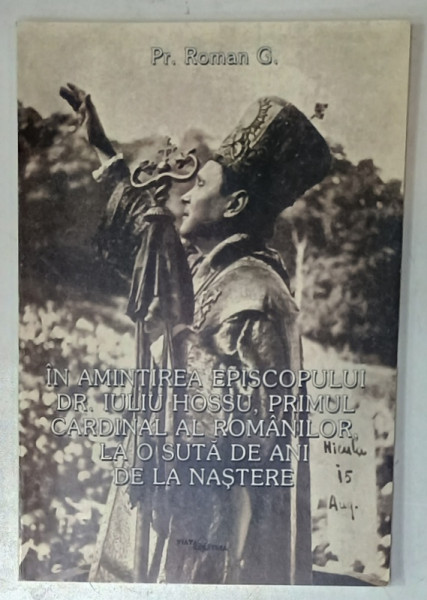 Pr. Roman G.
ÎN AMINTIREA EPISCOPULUI
DR. IULIU HOSSU, PRIMUL
CARDINAL AL ROMÂNILOR,
LA O SUTĂ DE ANI
DE LA NAŞTERE
Nicula
15
Aug.